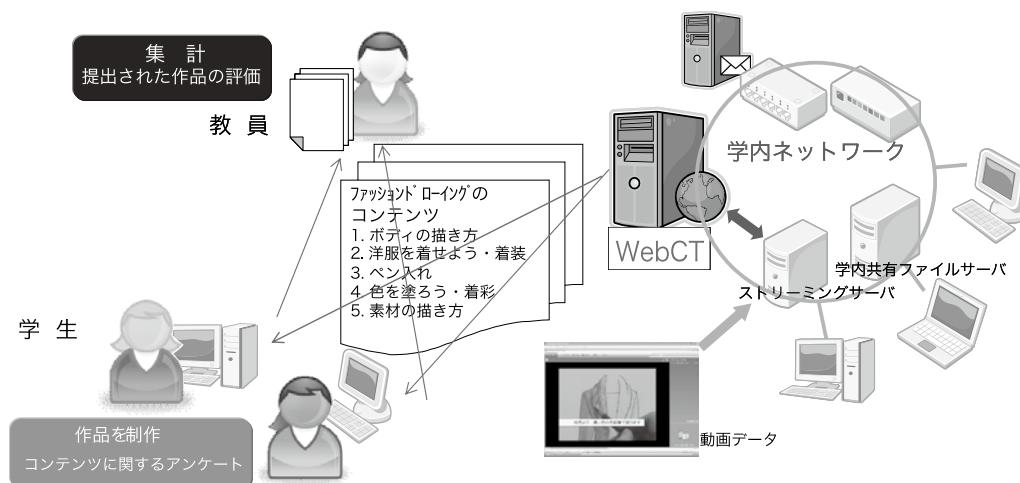 集 計
提出された作品の評価
教 員
ファッションドローイングの
コンテンツ
1. ボディの描き方
2. 洋服を着せよう・着装
3. ペン入れ
4. 色を塗ろう・着彩
5. 素材の描き方
WebCT
学内ネットワーク
学内共有ファイルサーバ
ストリーミングサーバ
学 生
作品を制作
コンテンツに関するアンケート
動画データ